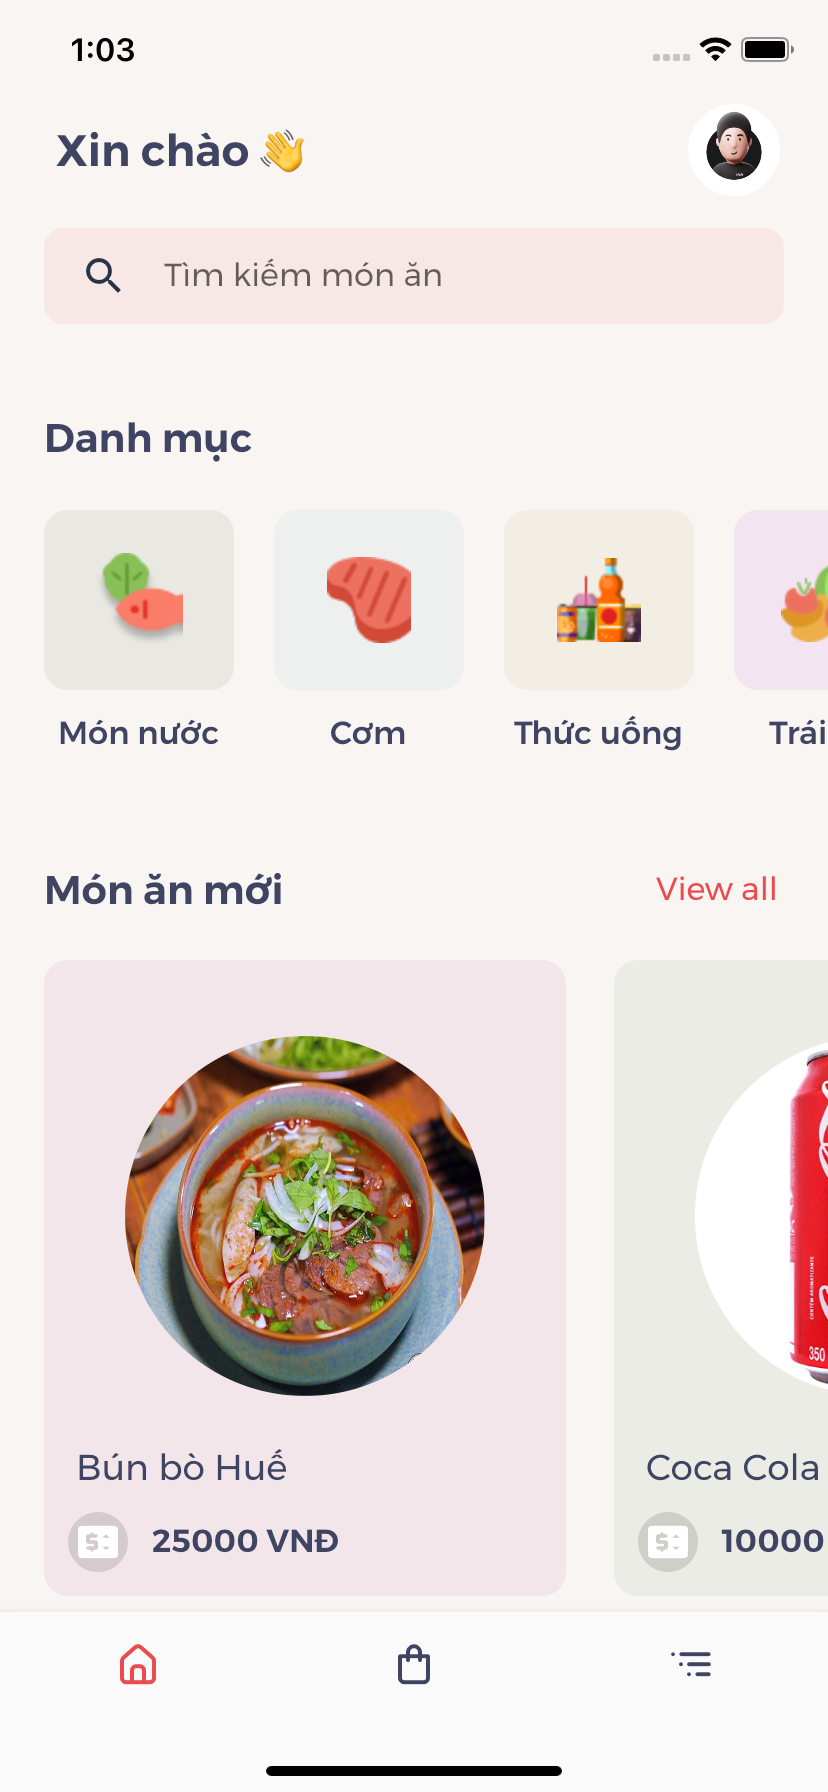 1:03
Xin chào 👋
Tìm kiếm món ăn
Danh mục
Món nước
Cơm
Thức uống
Trái
Món ăn mới
View all
350
Bún bò Huế
Coca Cola
25000 VNĐ
10000